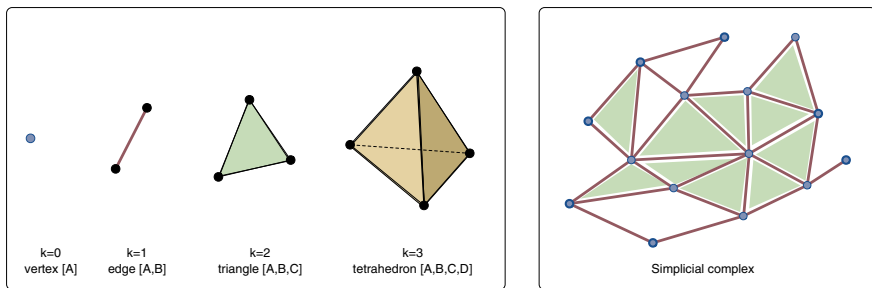 k=0
vertex [A]
k=1
edge [A,B]
k=2
triangle [A,B,C]
k=3
tetrahedron [A,B,C,D]
Simplicial complex